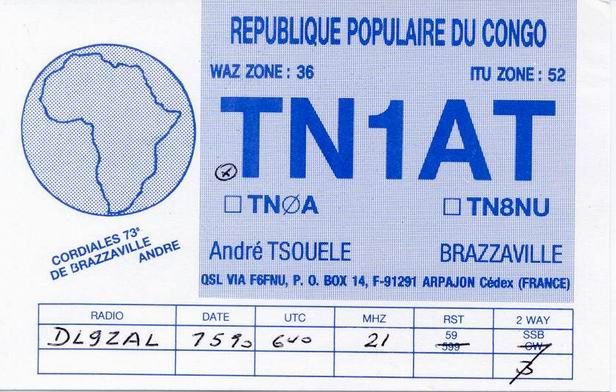 REPUBLIQUE POPULAIRE DU CONGO
WAZ ZONE : 36 ITU ZONE : 52
TN1AT
☐ TNØA ☐ TN8NU
CORDIALES 73ˢ
DE BRAZZAVILLE
ANDRE
André TSOUELE BRAZZAVILLE
QSL VIA F6FNU, P. O. BOX 14, F-91291 ARPAJON Cédex (FRANCE)
RADIO DATE UTC MHZ RST 2 WAY
DL9ZAL 7590 640 21 59 SSB
599 CW